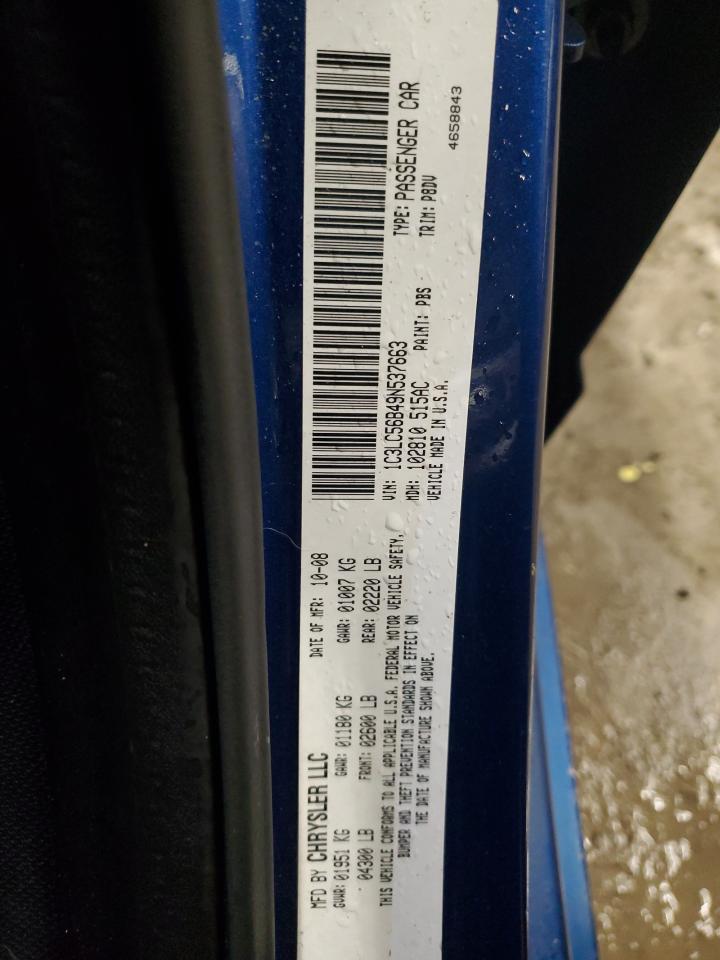 MFD BY CHRYSLER LLC DATE OF MFR: 10-08
GVWR: 01951 KG GAWR: 01180 KG GAWR: 01007 KG
04300 LB FRONT: 02600 LB REAR: 02220 LB
THIS VEHICLE CONFORMS TO ALL APPLICABLE U.S.A. FEDERAL MOTOR VEHICLE SAFETY,
BUMPER AND THEFT PREVENTION STANDARDS IN EFFECT ON
THE DATE OF MANUFACTURE SHOWN ABOVE.
VIN: 1C3LC56B49N537663 TYPE: PASSENGER CAR
MDH: 102810 515AC PAINT: PBS TRIM: P8DV
VEHICLE MADE IN U.S.A.
4658843